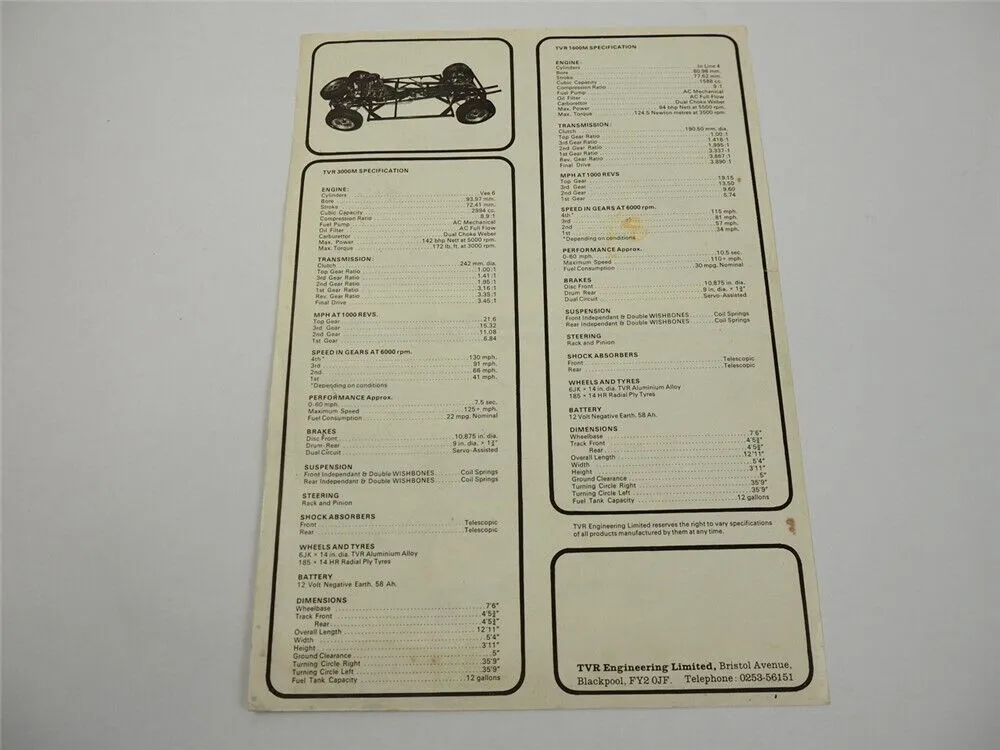 TVR 3000M SPECIFICATION
ENGINE:
Cylinders Vee 6
Bore 93.97 mm.
Stroke 72.41 mm.
Cubic Capacity 2994 cc.
Compression Ratio 8.9:1
Fuel Pump AC Mechanical
Oil Filter AC Full Flow
Carburettor Dual Choke Weber
Max. Power 142 bhp Nett at 5000 rpm.
Max. Torque 172 lb, ft, at 3000 rpm.
TRANSMISSION:
Clutch 242 mm. dia.
Top Gear Ratio 1.00:1
3rd Gear Ratio 1.41:1
2nd Gear Ratio 1.95:1
1st Gear Ratio 3.16:1
Rev. Gear Ratio 3.35:1
Final Drive 3.45:1
MPH AT 1000 REVS.
Top Gear 21.6
3rd Gear 15.32
2nd Gear 11.08
1st Gear 6.84
SPEED IN GEARS AT 6000 rpm.
4th* 130 mph.
3rd 91 mph.
2nd 66 mph.
1st 41 mph.
*Depending on conditions
PERFORMANCE Approx.
0-60 mph. 7.5 sec.
Maximum Speed 125+ mph.
Fuel Consumption 22 mpg. Nominal
BRAKES
Disc Front 10.875 in. dia.
Drum Rear 9 in. dia. × 1¾"
Dual Circuit Servo-Assisted
SUSPENSION
Front Independant & Double WISHBONES Coil Springs
Rear Independant & Double WISHBONES Coil Springs
STEERING
Rack and Pinion
SHOCK ABSORBERS
Front Telescopic
Rear Telescopic
WHEELS AND TYRES
6JK × 14 in. dia. TVR Aluminium Alloy
185 × 14 HR Radial Ply Tyres
BATTERY
12 Volt Negative Earth. 58 Ah.
DIMENSIONS
Wheelbase 7'6"
Track Front 4'5¾"
Rear 4'5¾"
Overall Length 12'11"
Width 5'4"
Height 3'11"
Ground Clearance 5"
Turning Circle Right 35'9"
Turning Circle Left 35'9"
Fuel Tank Capacity 12 gallons
TVR 1600M SPECIFICATION
ENGINE:
Cylinders In Line 4
Bore 80.98 mm.
Stroke 77.62 mm.
Cubic Capacity 1598 cc.
Compression Ratio 9:1
Fuel Pump AC Mechanical
Oil Filter AC Full Flow
Carburettor Dual Choke Weber
Max. Power 84 bhp Nett at 5500 rpm.
Max. Torque 124.5 Newton metres at 3500 rpm.
TRANSMISSION:
Clutch 190.50 mm. dia.
Top Gear Ratio 1.00:1
3rd Gear Ratio 1.418:1
2nd Gear Ratio 1.995:1
1st Gear Ratio 3.337:1
Rev. Gear Ratio 3.867:1
Final Drive 3.890:1
MPH AT 1000 REVS
Top Gear 19.15
3rd Gear 13.50
2nd Gear 9.60
1st Gear 5.74
SPEED IN GEARS AT 6000 rpm.
4th* 115 mph.
3rd 81 mph.
2nd 57 mph.
1st 34 mph.
*Depending on conditions
PERFORMANCE Approx.
0-60 mph. 10.5 sec.
Maximum Speed 110+ mph.
Fuel Consumption 30 mpg. Nominal
BRAKES
Disc Front 10.875 in. dia.
Drum Rear 9 in. dia. × 1¾"
Dual Circuit Servo-Assisted
SUSPENSION
Front Independant & Double WISHBONES Coil Springs
Rear Independant & Double WISHBONES Coil Springs
STEERING
Rack and Pinion
SHOCK ABSORBERS
Front Telescopic
Rear Telescopic
WHEELS AND TYRES
6JK × 14 in. dia. TVR Aluminium Alloy
185 × 14 HR Radial Ply Tyres
BATTERY
12 Volt Negative Earth. 58 Ah.
DIMENSIONS
Wheelbase 7'6"
Track Front 4'5¾"
Rear 4'5¾"
Overall Length 12'11"
Width 5'4"
Height 3'11"
Ground Clearance 5"
Turning Circle Right 35'9"
Turning Circle Left 35'9"
Fuel Tank Capacity 12 gallons
TVR Engineering Limited reserves the right to vary specifications
of all products manufactured by them at any time.
TVR Engineering Limited, Bristol Avenue,
Blackpool, FY2 0JF. Telephone: 0253-56151